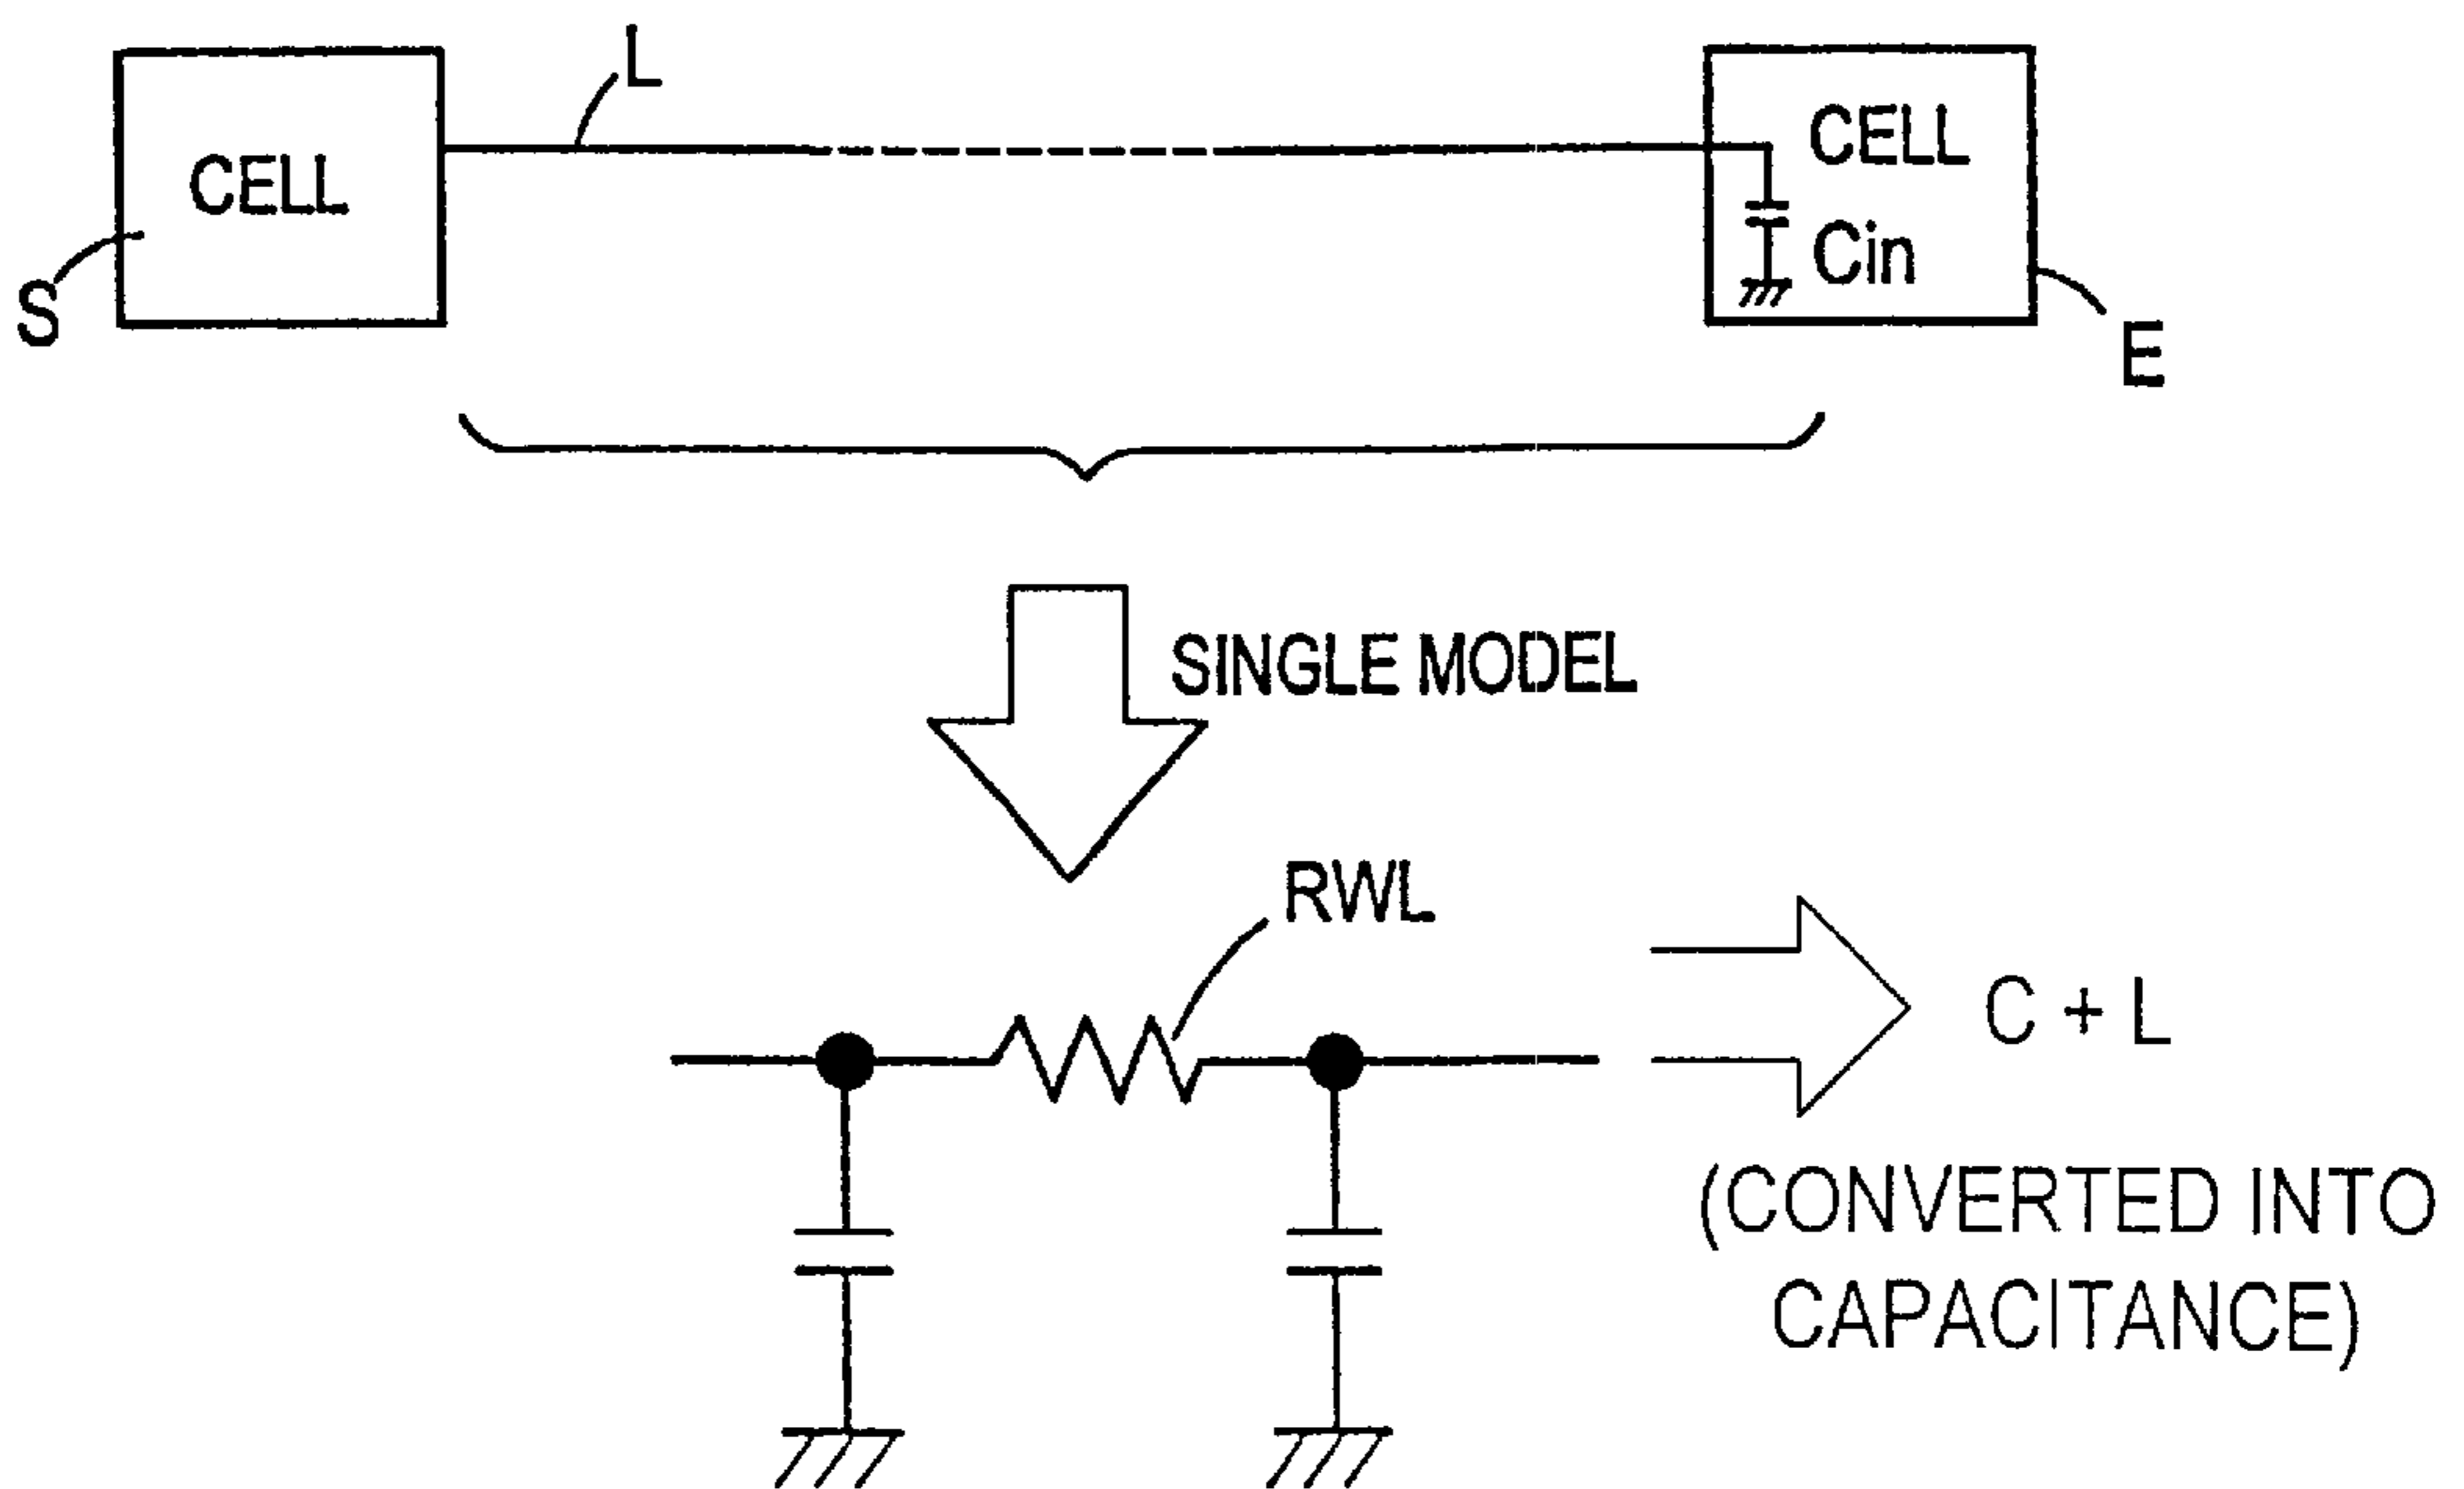 L
CELL
S
CELL
Cin
E
SINGLE MODEL
RWL
C + L
(CONVERTED INTO
CAPACITANCE)